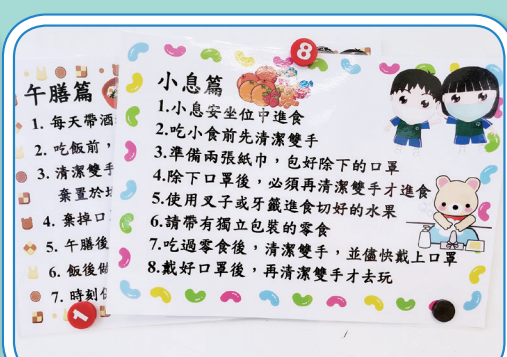 午膳篇
1. 每天帶酒
2. 吃飯前，
3. 清潔雙手
棄置於
4. 棄掉口
5. 午膳後
6. 飯後
7. 時刻
1
8
小息篇
1.小息安坐位中進食
2.吃小食前先清潔雙手
3.準備兩張紙巾，包好除下的口罩
4.除下口罩後，必須再清潔雙手才進食
5.使用叉子或牙籤進食切好的水果
6.請帶有獨立包裝的零食
7.吃過零食後，清潔雙手，並儘快戴上口罩
8.戴好口罩後，再清潔雙手才去玩